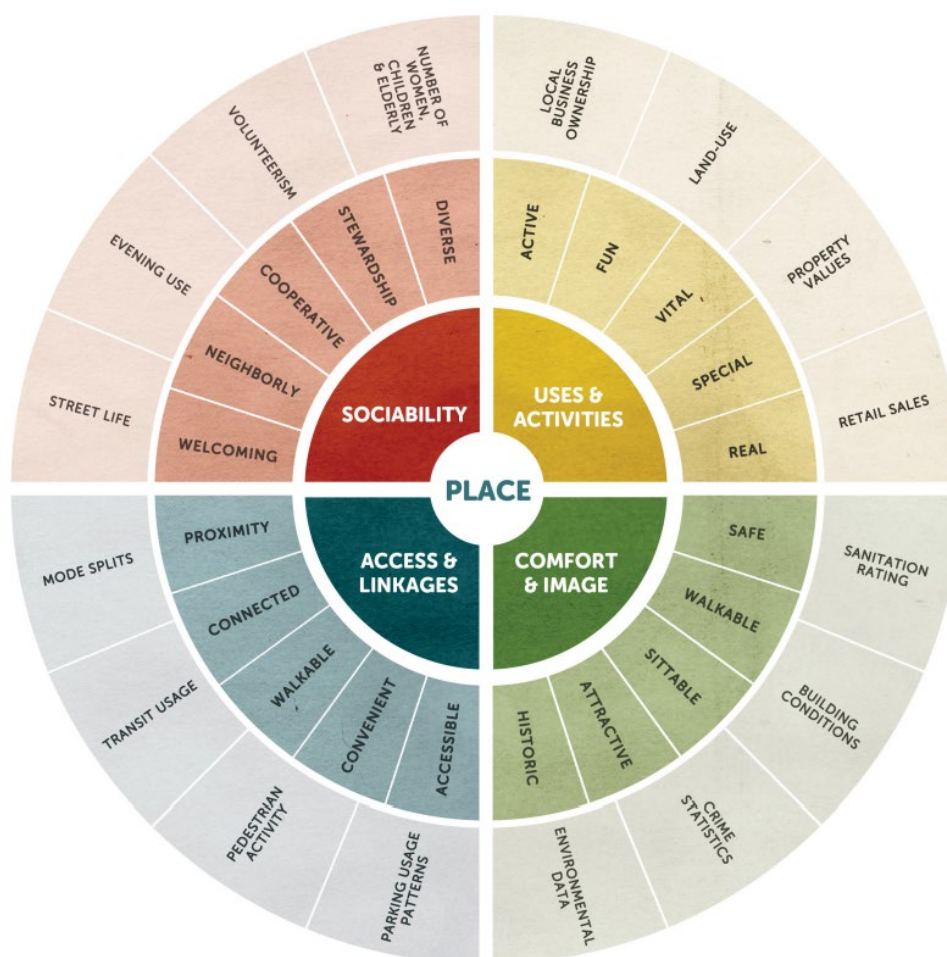 NUMBER OF
WOMEN,
CHILDREN
& ELDERLY
VOLUNTEERISM
EVENING USE
STREET LIFE
DIVERSE
STEWARDSHIP
COOPERATIVE
NEIGHBORLY
WELCOMING
SOCIABILITY
LOCAL
BUSINESS
OWNERSHIP
LAND-USE
PROPERTY
VALUES
RETAIL SALES
ACTIVE
FUN
VITAL
SPECIAL
REAL
USES &
ACTIVITIES
PLACE
ACCESS &
LINKAGES
PROXIMITY
CONNECTED
WALKABLE
CONVENIENT
ACCESSIBLE
MODE SPLITS
TRANSIT USAGE
PEDESTRIAN
ACTIVITY
PARKING USAGE
PATTERNS
COMFORT
& IMAGE
SAFE
WALKABLE
SITTABLE
ATTRACTIVE
HISTORIC
SANITATION
RATING
BUILDING
CONDITIONS
CRIME
STATISTICS
ENVIRONMENTAL
DATA